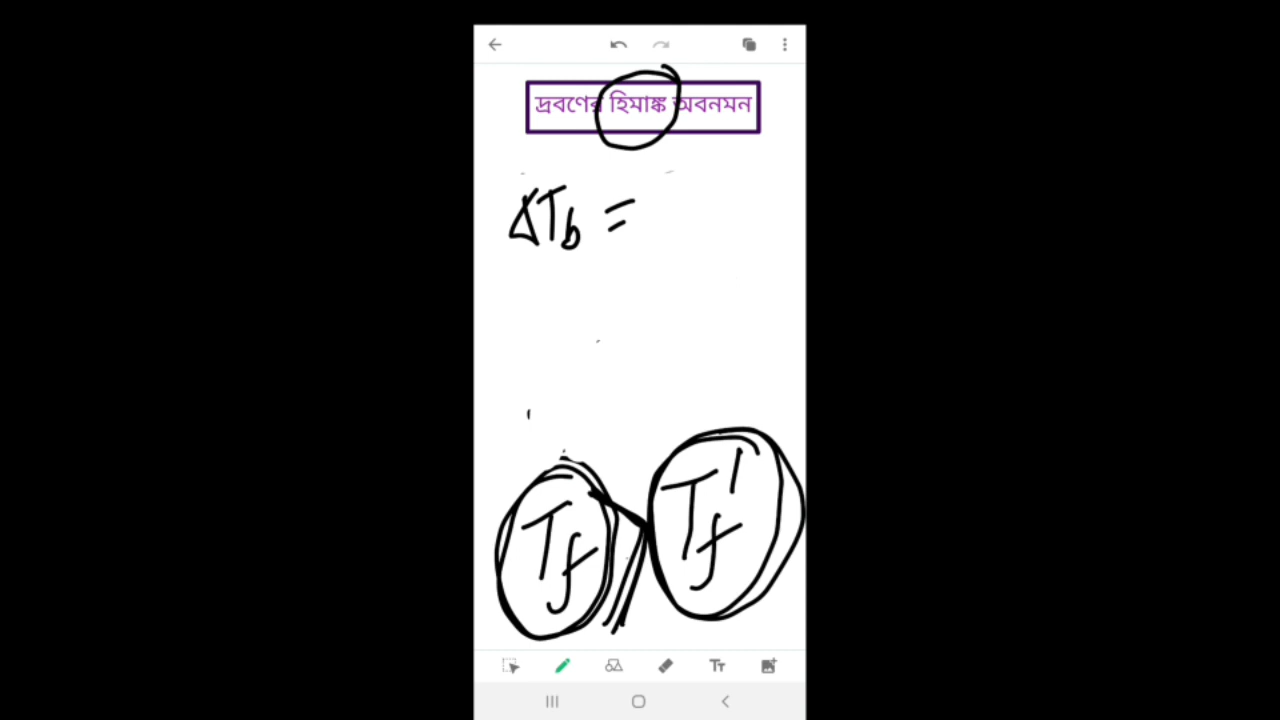 দ্রবণের হিমাঙ্ক অবনমন
ΔTb =
Tf > Tf'